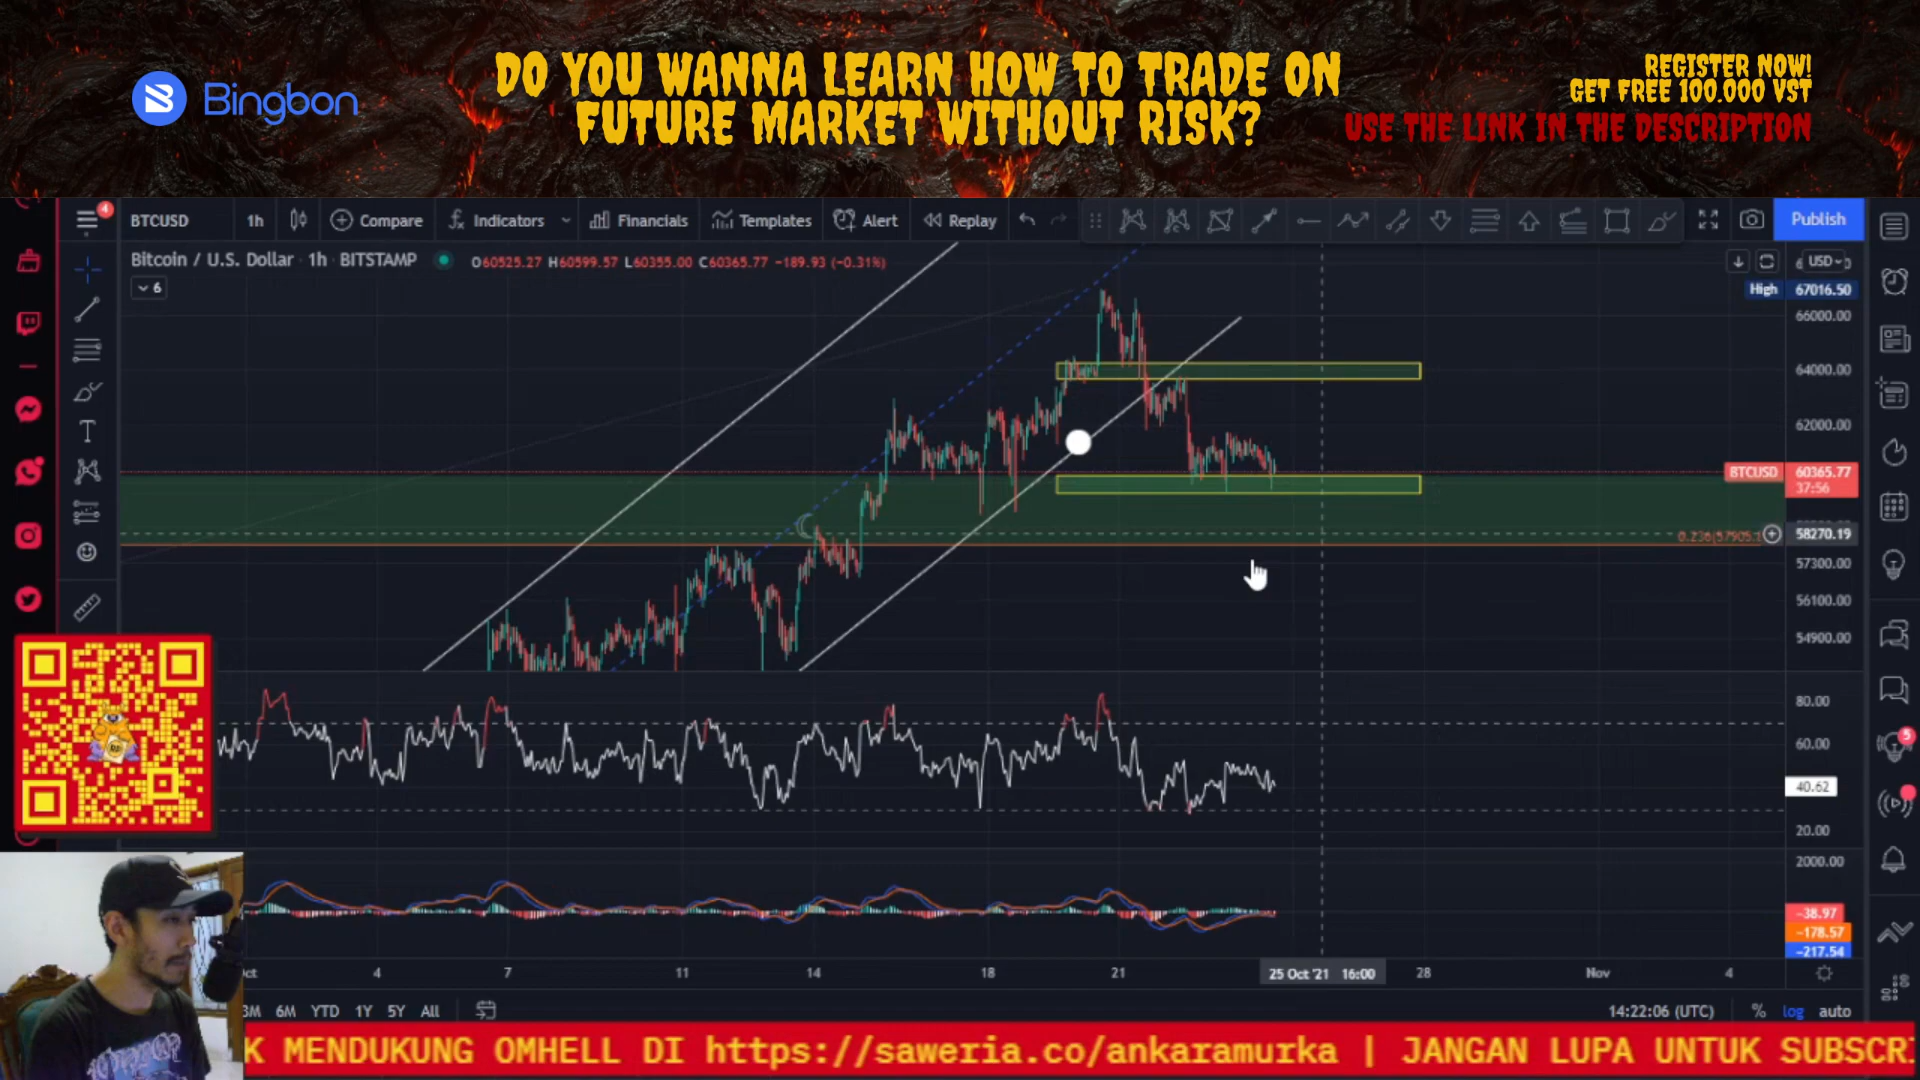 Bingbon
DO YOU WANNA LEARN HOW TO TRADE ON
FUTURE MARKET WITHOUT RISK?
REGISTER NOW!
GET FREE 100.000 VST
USE THE LINK IN THE DESCRIPTION
4
BTCUSD 1h Compare Indicators Financials Templates Alert Replay Publish
Bitcoin / U.S. Dollar · 1h · BITSTAMP O60525.27 H60599.57 L60355.00 C60365.77 −189.93 (−0.31%)
USD
6
High 67016.50
66000.00
64000.00
62000.00
BTCUSD 60365.77
37:56
58270.19
57300.00
56100.00
54900.00
80.00
60.00
5
40.62
20.00
2000.00
−38.97
−178.57
−217.54
4 7 11 14 18 21 25 Oct '21 16:00 28 Nov 4
3M 6M YTD 1Y 5Y All 14:22:06 (UTC) % log auto
K MENDUKUNG OMHELL DI https://saweria.co/ankaramurka | JANGAN LUPA UNTUK SUBSCRI